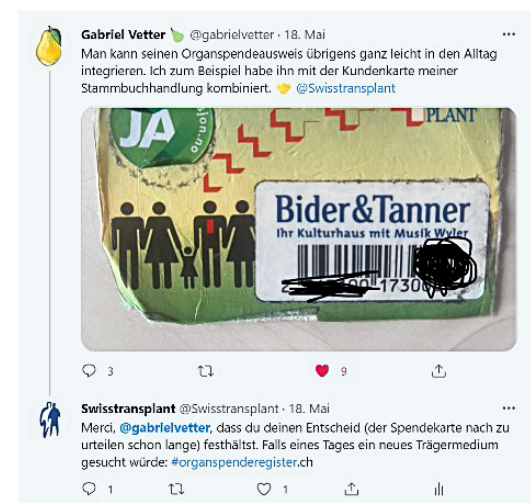 Gabriel Vetter @gabrielvetter · 18. Mai
Man kann seinen Organspendeausweis übrigens ganz leicht in den Alltag
integrieren. Ich zum Beispiel habe ihn mit der Kundenkarte meiner
Stammbuchhandlung kombiniert. @Swisstransplant
JA
sion.no
PLANT
Bider&Tanner
Ihr Kulturhaus mit Musik Wyler
3
9
Swisstransplant @Swisstransplant · 18. Mai
Merci, @gabrielvetter, dass du deinen Entscheid (der Spendekarte nach zu
urteilen schon lange) festhältst. Falls eines Tages ein neues Trägermedium
gesucht würde: #organspenderegister.ch
1
1